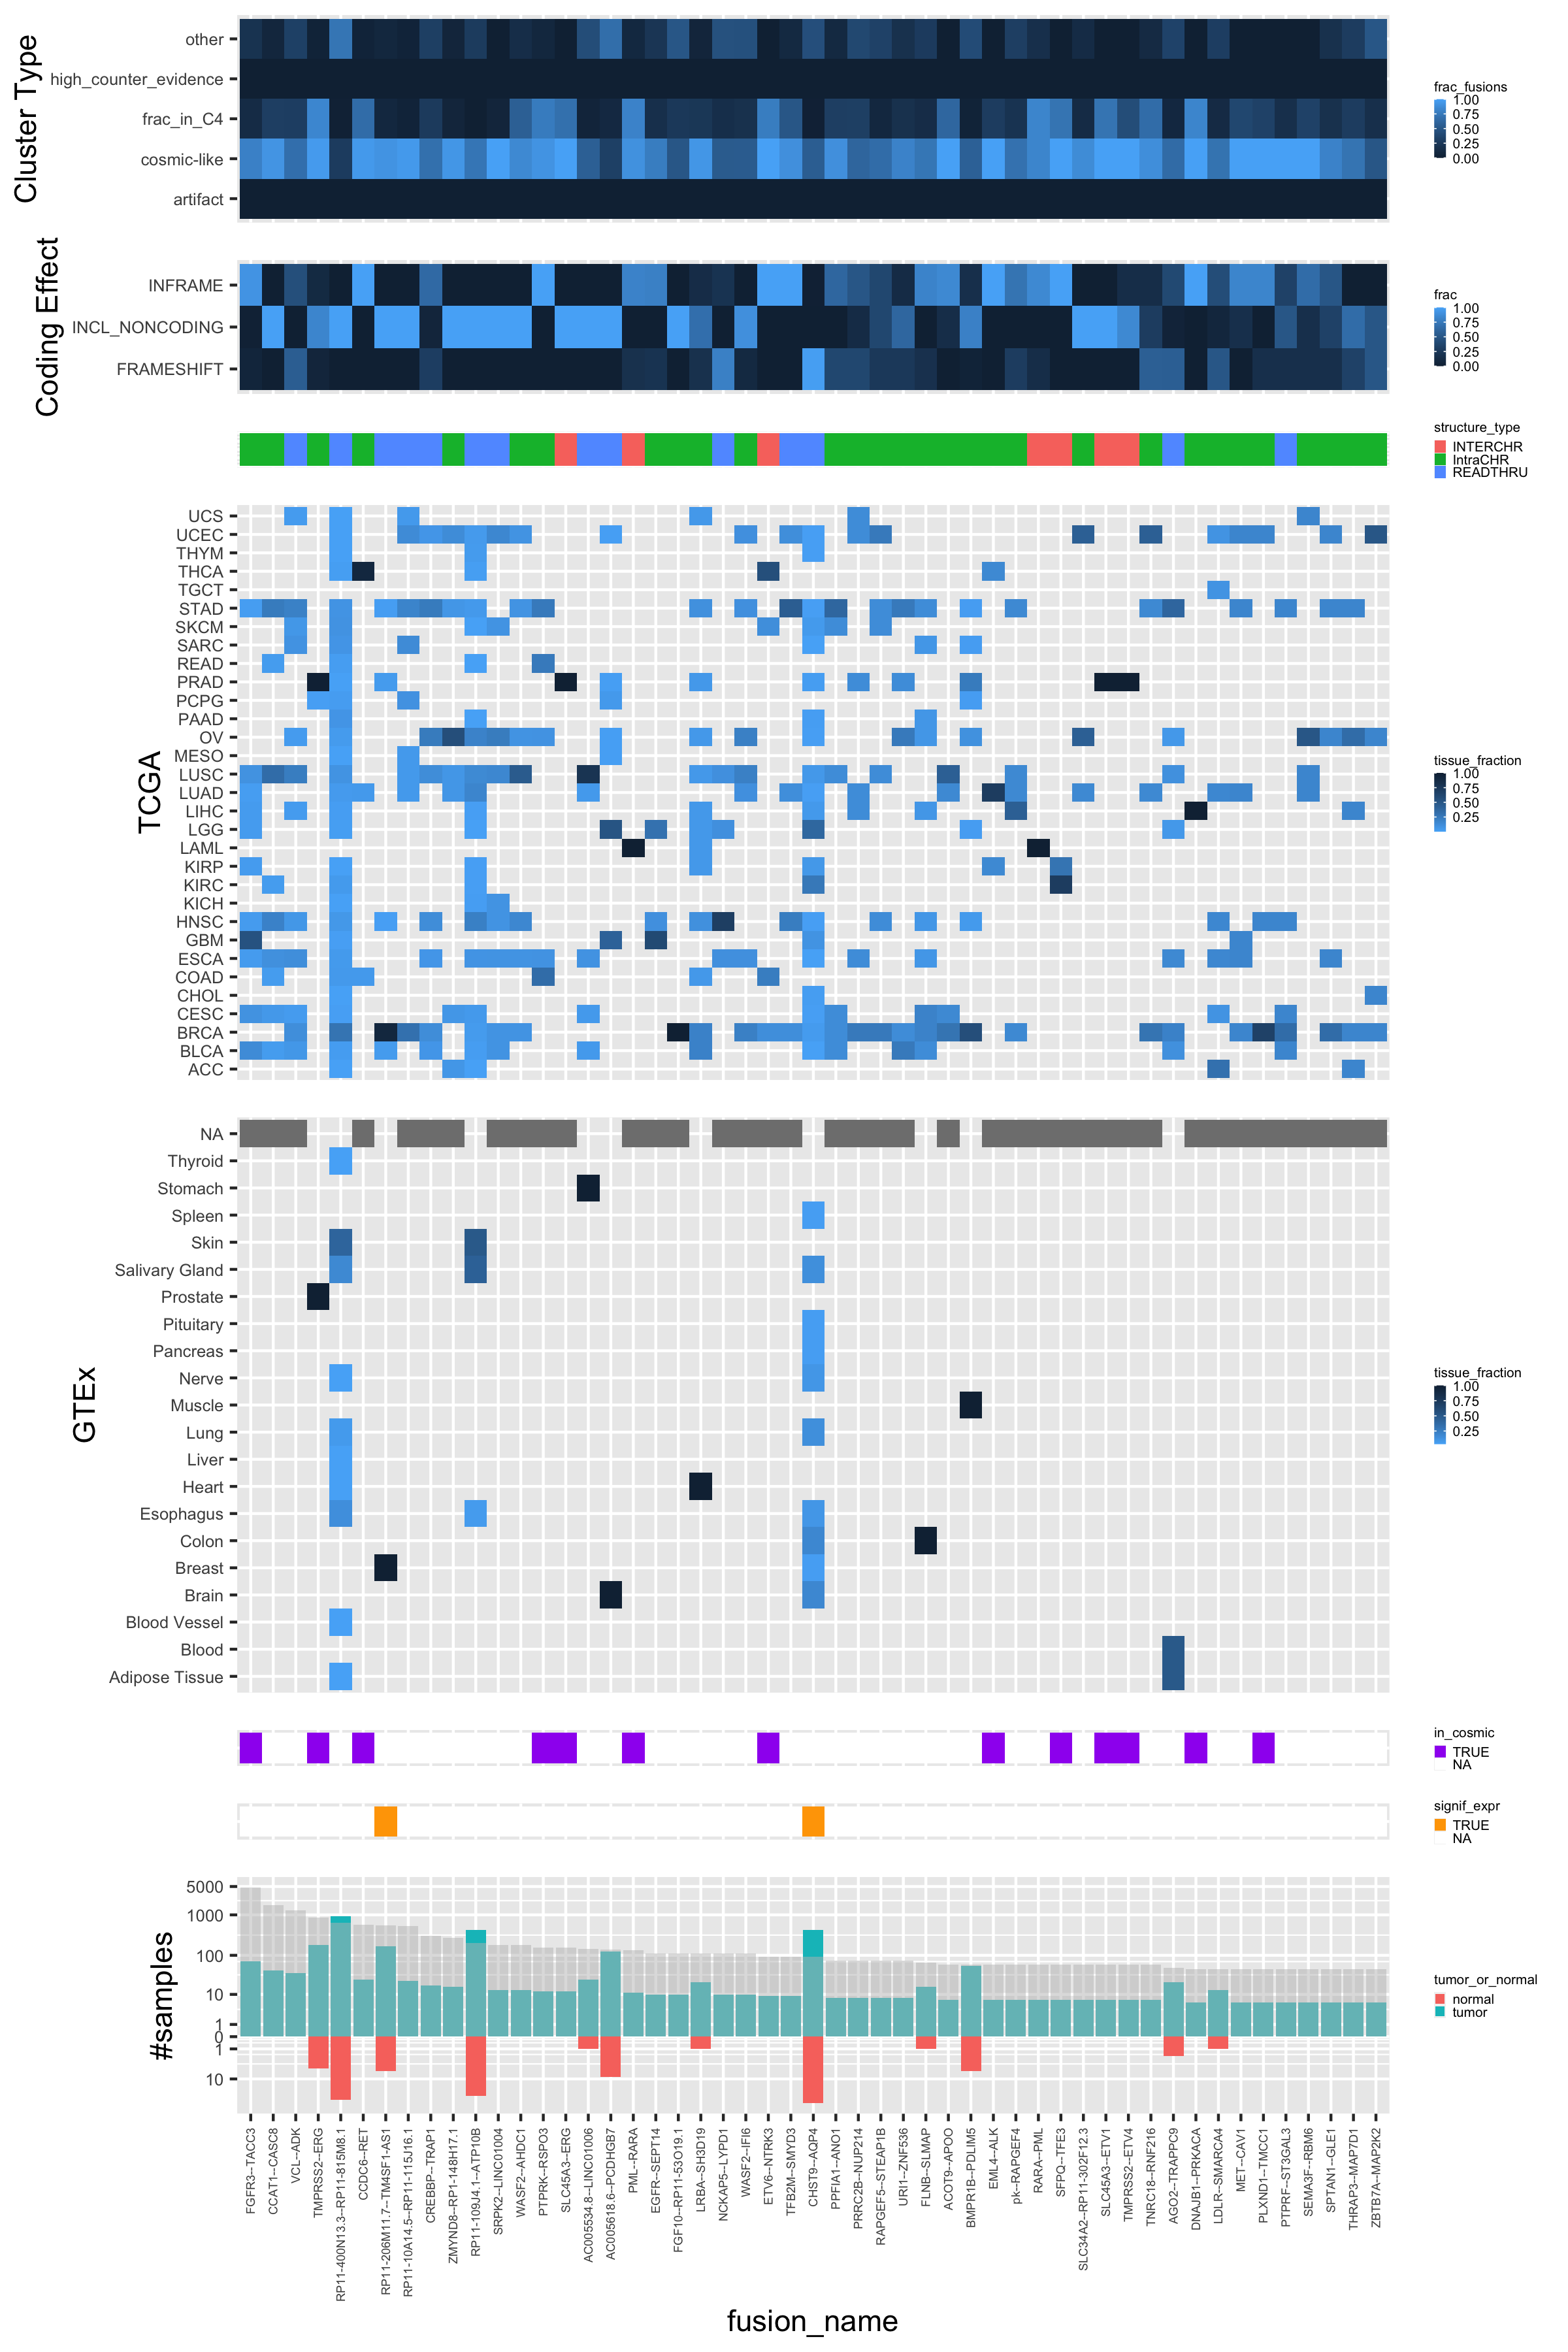 Cluster Type
other
high_counter_evidence
frac_in_C4
cosmic-like
artifact
frac_fusions
1.00
0.75
0.50
0.25
0.00
Coding Effect
INFRAME
INCL_NONCODING
FRAMESHIFT
frac
1.00
0.75
0.50
0.25
0.00
structure_type
INTERCHR
IntraCHR
READTHRU
TCGA
UCS
UCEC
THYM
THCA
TGCT
STAD
SKCM
SARC
READ
PRAD
PCPG
PAAD
OV
MESO
LUSC
LUAD
LIHC
LGG
LAML
KIRP
KIRC
KICH
HNSC
GBM
ESCA
COAD
CHOL
CESC
BRCA
BLCA
ACC
tissue_fraction
1.00
0.75
0.50
0.25
GTEx
NA
Thyroid
Stomach
Spleen
Skin
Salivary Gland
Prostate
Pituitary
Pancreas
Nerve
Muscle
Lung
Liver
Heart
Esophagus
Colon
Breast
Brain
Blood Vessel
Blood
Adipose Tissue
tissue_fraction
1.00
0.75
0.50
0.25
in_cosmic
TRUE
NA
signif_expr
TRUE
NA
#samples
5000
1000
100
10
1
0
1
10
tumor_or_normal
normal
tumor
FGFR3--TACC3
CCAT1--CASC8
VCL--ADK
TMPRSS2--ERG
RP11-400N13.3--RP11-815M8.1
CCDC6--RET
RP11-206M11.7--TM4SF1-AS1
RP11-10A14.5--RP11-115J16.1
CREBBP--TRAP1
ZMYND8--RP1-148H17.1
RP11-109J4.1--ATP10B
SRPK2--LINC01004
WASF2--AHDC1
PTPRK--RSPO3
SLC45A3--ERG
AC005534.8--LINC01006
AC005618.6--PCDHGB7
PML--RARA
EGFR--SEPT14
FGF10--RP11-53O19.1
LRBA--SH3D19
NCKAP5--LYPD1
WASF2--IFI6
ETV6--NTRK3
TFB2M--SMYD3
CHST9--AQP4
PPFIA1--ANO1
PRRC2B--NUP214
RAPGEF5--STEAP1B
URI1--ZNF536
FLNB--SLMAP
ACOT9--APOO
BMPR1B--PDLIM5
EML4--ALK
pk--RAPGEF4
RARA--PML
SFPQ--TFE3
SLC34A2--RP11-302F12.3
SLC45A3--ETV1
TMPRSS2--ETV4
TNRC18--RNF216
AGO2--TRAPPC9
DNAJB1--PRKACA
LDLR--SMARCA4
MET--CAV1
PLXND1--TMCC1
PTPRF--ST3GAL3
SEMA3F--RBM6
SPTAN1--GLE1
THRAP3--MAP7D1
ZBTB7A--MAP2K2
fusion_name